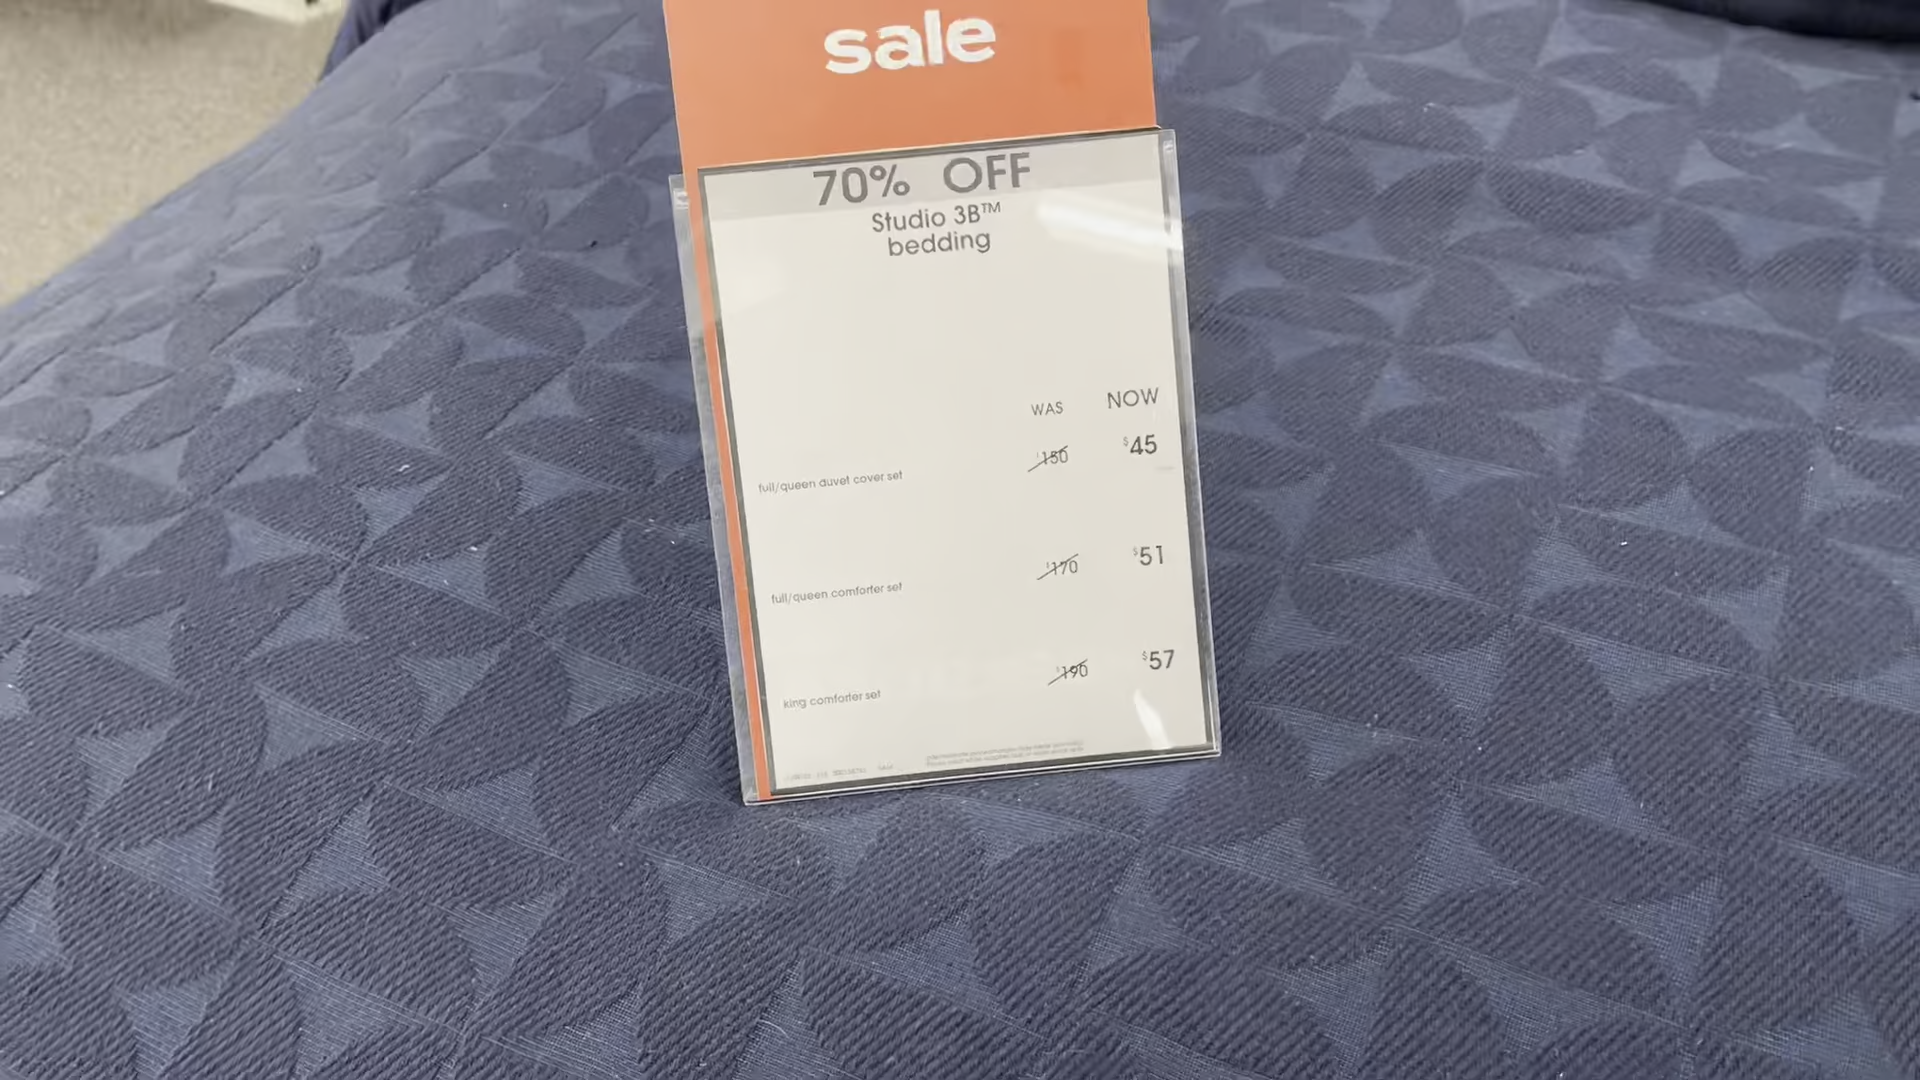 sale
70% OFF
Studio 3B™
bedding
WAS NOW
full/queen duvet cover set $150 $45
full/queen comforter set $170 $51
king comforter set $190 $57